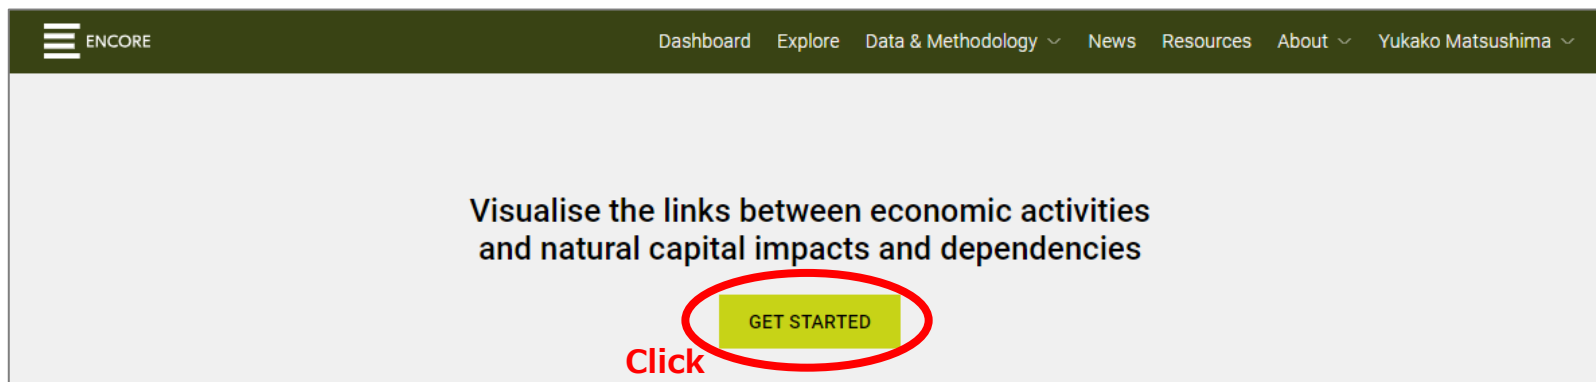 ENCORE
Dashboard Explore Data & Methodology News Resources About Yukako Matsushima
Visualise the links between economic activities
and natural capital impacts and dependencies
GET STARTED
Click